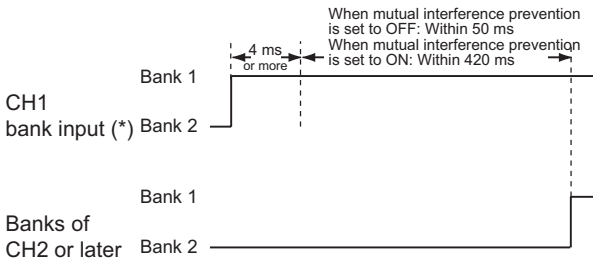 When mutual interference prevention
is set to OFF: Within 50 ms
When mutual interference prevention
is set to ON: Within 420 ms
4 ms
or more
Bank 1
CH1
bank input (*)
Bank 2
Bank 1
Banks of
CH2 or later
Bank 2